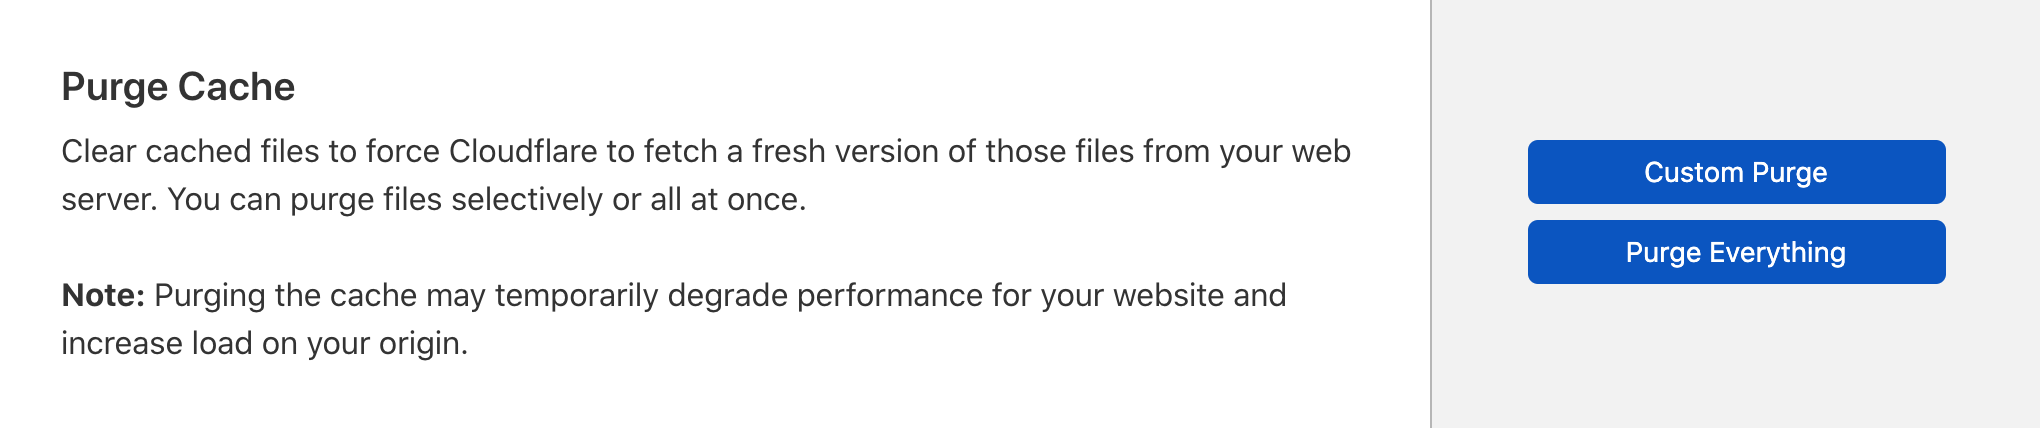 Purge Cache
Clear cached files to force Cloudflare to fetch a fresh version of those files from your web
server. You can purge files selectively or all at once.
Note: Purging the cache may temporarily degrade performance for your website and
increase load on your origin.
Custom Purge
Purge Everything